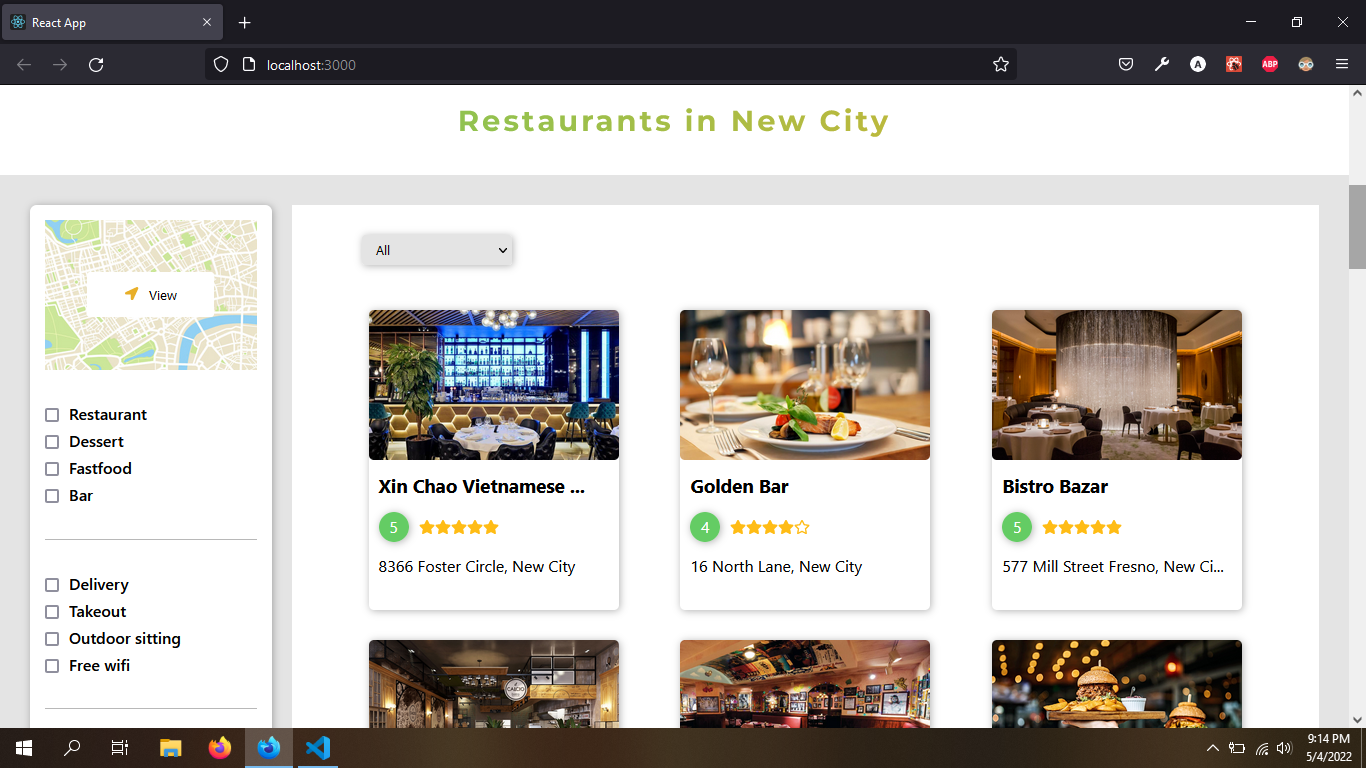 React App
localhost:3000
A
ABP
Restaurants in New City
View
Restaurant
Dessert
Fastfood
Bar
Delivery
Takeout
Outdoor sitting
Free wifi
All
Xin Chao Vietnamese ...
5
8366 Foster Circle, New City
Golden Bar
4
16 North Lane, New City
Bistro Bazar
5
577 Mill Street Fresno, New Ci...
CALCIO
9:14 PM
5/4/2022